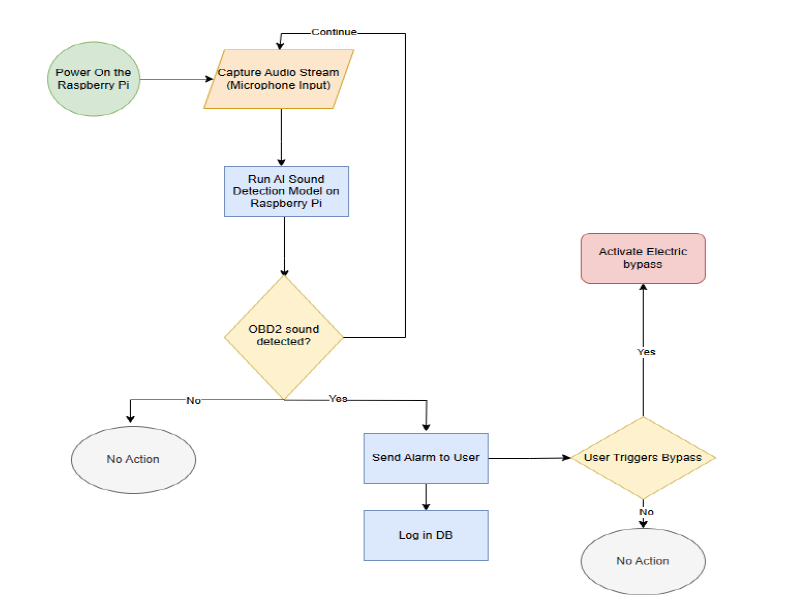 Continue
Power On the
Raspberry Pi
Capture Audio Stream
(Microphone Input)
Run AI Sound
Detection Model on
Raspberry Pi
Activate Electric
bypass
OBD2 sound
detected?
Yes
No
Yes
No Action
Send Alarm to User
User Triggers Bypass
No
Log in DB
No Action